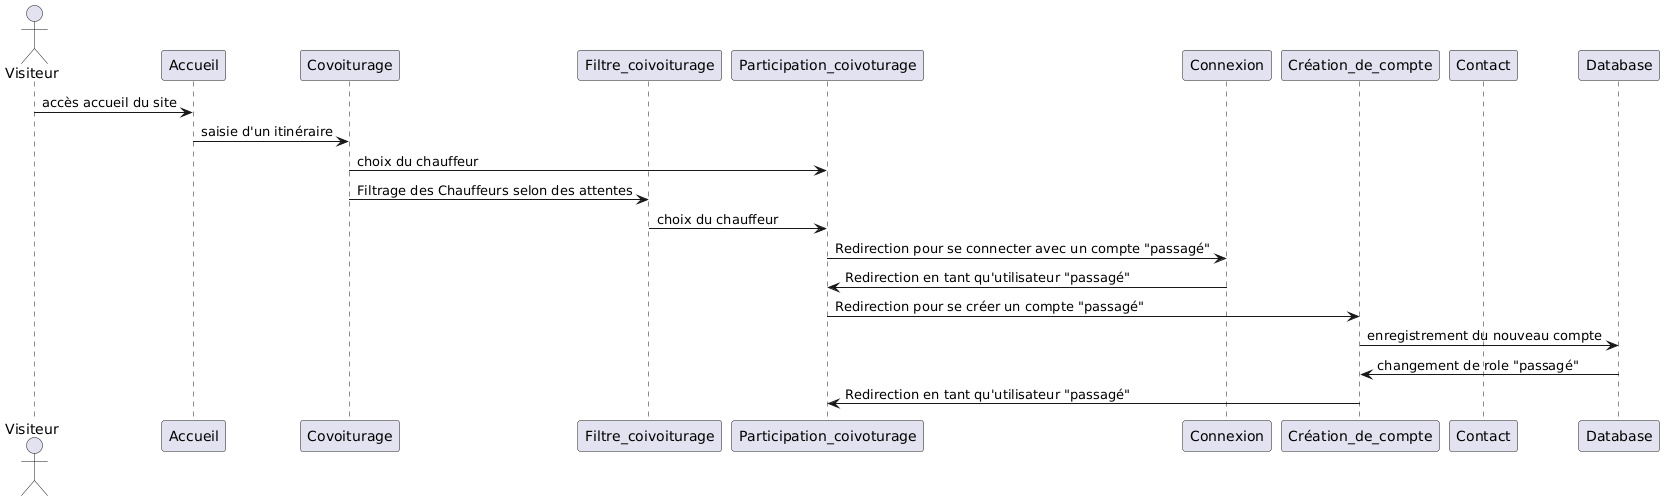 Visiteur
Accueil
Covoiturage
Filtre_coivoiturage
Participation_coivoturage
Connexion
Création_de_compte
Contact
Database
accès accueil du site
saisie d'un itinéraire
choix du chauffeur
Filtrage des Chauffeurs selon des attentes
choix du chauffeur
Redirection pour se connecter avec un compte "passagé"
Redirection en tant qu'utilisateur "passagé"
Redirection pour se créer un compte "passagé"
enregistrement du nouveau compte
changement de role "passagé"
Redirection en tant qu'utilisateur "passagé"
Visiteur
Accueil
Covoiturage
Filtre_coivoiturage
Participation_coivoturage
Connexion
Création_de_compte
Contact
Database